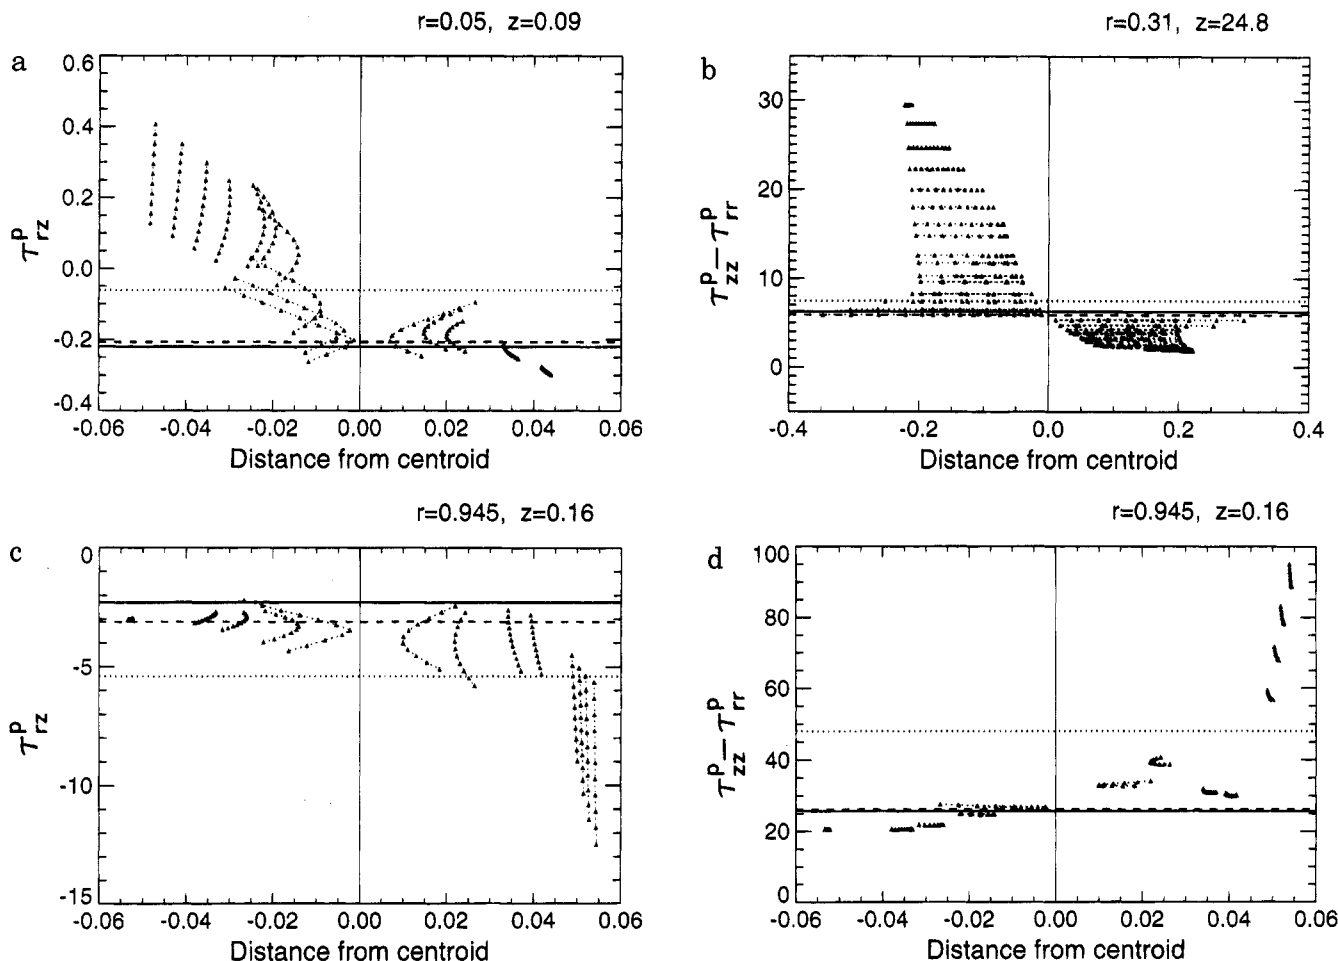 r=0.05, z=0.09
a
0.6
0.4
0.2
0.0
-0.2
-0.4
τ^p_rz
-0.06 -0.04 -0.02 0.00 0.02 0.04 0.06
Distance from centroid
r=0.31, z=24.8
b
30
20
10
0
τ^p_zz − τ^p_rr
-0.4 -0.2 0.0 0.2 0.4
Distance from centroid
r=0.945, z=0.16
c
0
-5
-10
-15
τ^p_rz
-0.06 -0.04 -0.02 0.00 0.02 0.04 0.06
Distance from centroid
r=0.945, z=0.16
d
100
80
60
40
20
0
τ^p_zz − τ^p_rr
-0.06 -0.04 -0.02 0.00 0.02 0.04 0.06
Distance from centroid